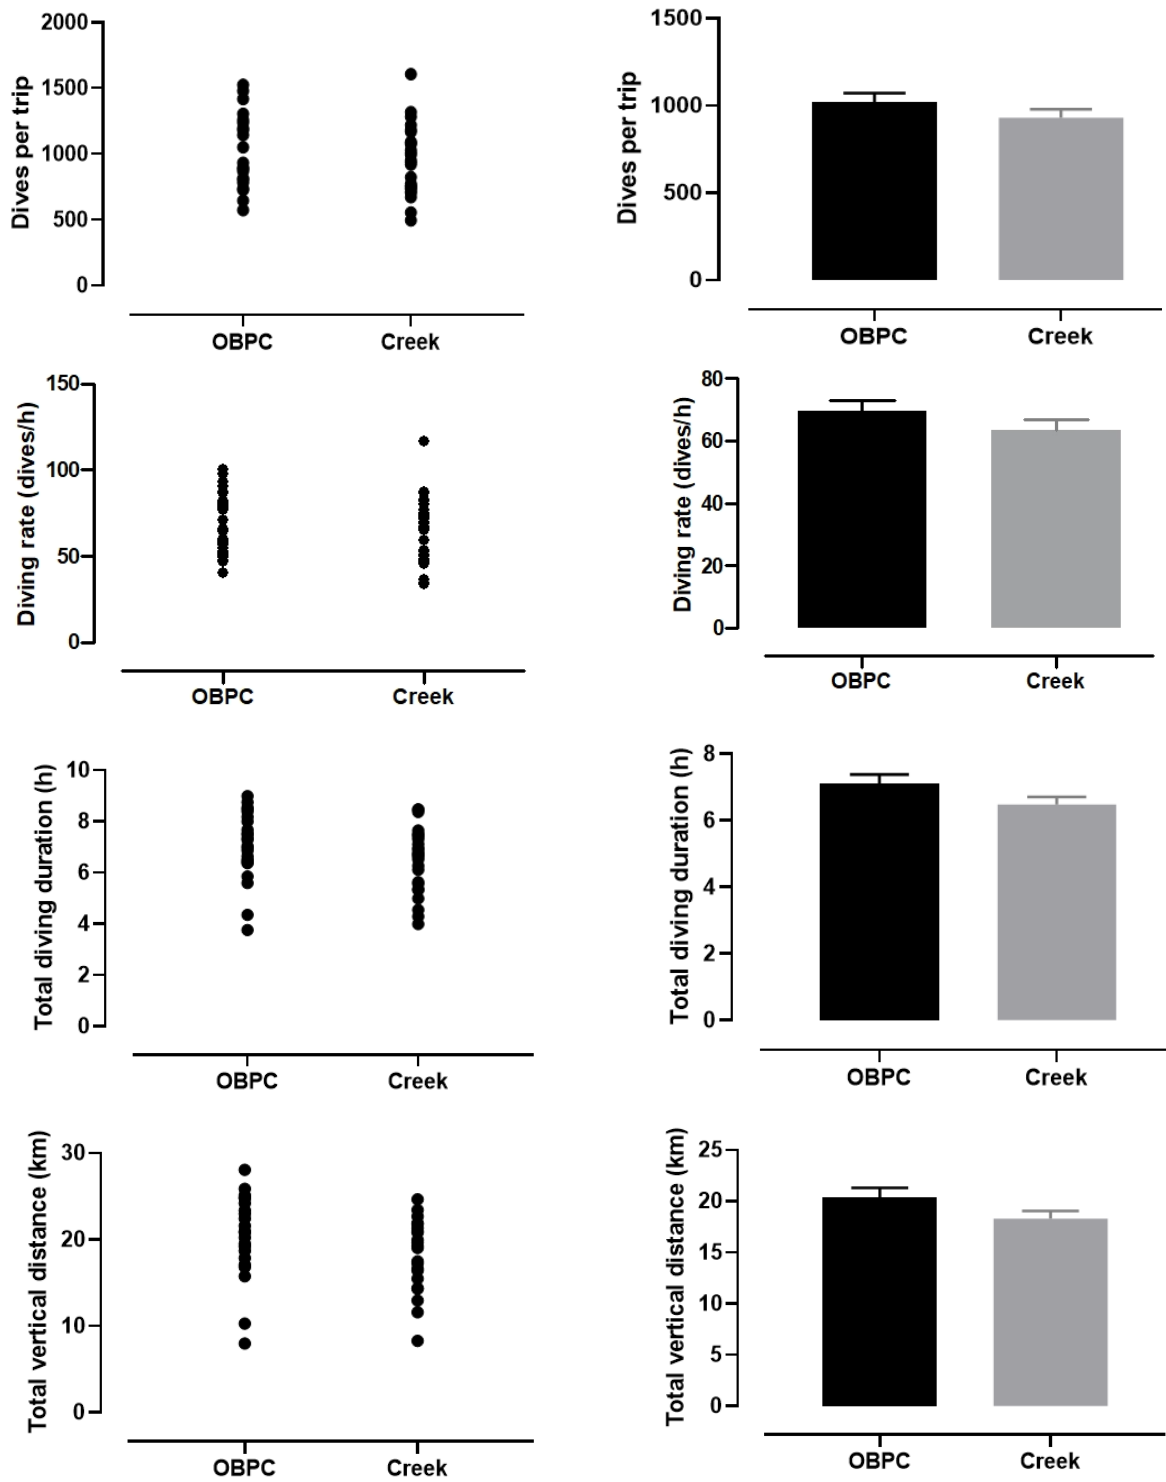 Dives per trip
2000
1500
1000
500
0
OBPC Creek
Dives per trip
1500
1000
500
0
OBPC Creek
Diving rate (dives/h)
150
100
50
0
OBPC Creek
Diving rate (dives/h)
80
60
40
20
0
OBPC Creek
Total diving duration (h)
10
8
6
4
2
0
OBPC Creek
Total diving duration (h)
8
6
4
2
0
OBPC Creek
Total vertical distance (km)
30
20
10
0
OBPC Creek
Total vertical distance (km)
25
20
15
10
5
0
OBPC Creek